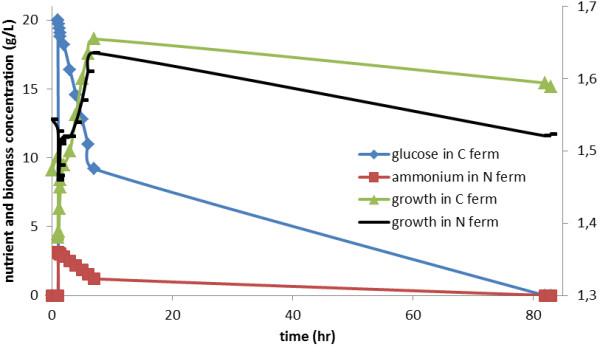 nutrient and biomass concentration (g/L)
20
15
10
5
0
1,7
1,6
1,5
1,4
1,3
glucose in C ferm
ammonium in N ferm
growth in C ferm
growth in N ferm
0
20
40
60
80
time (hr)